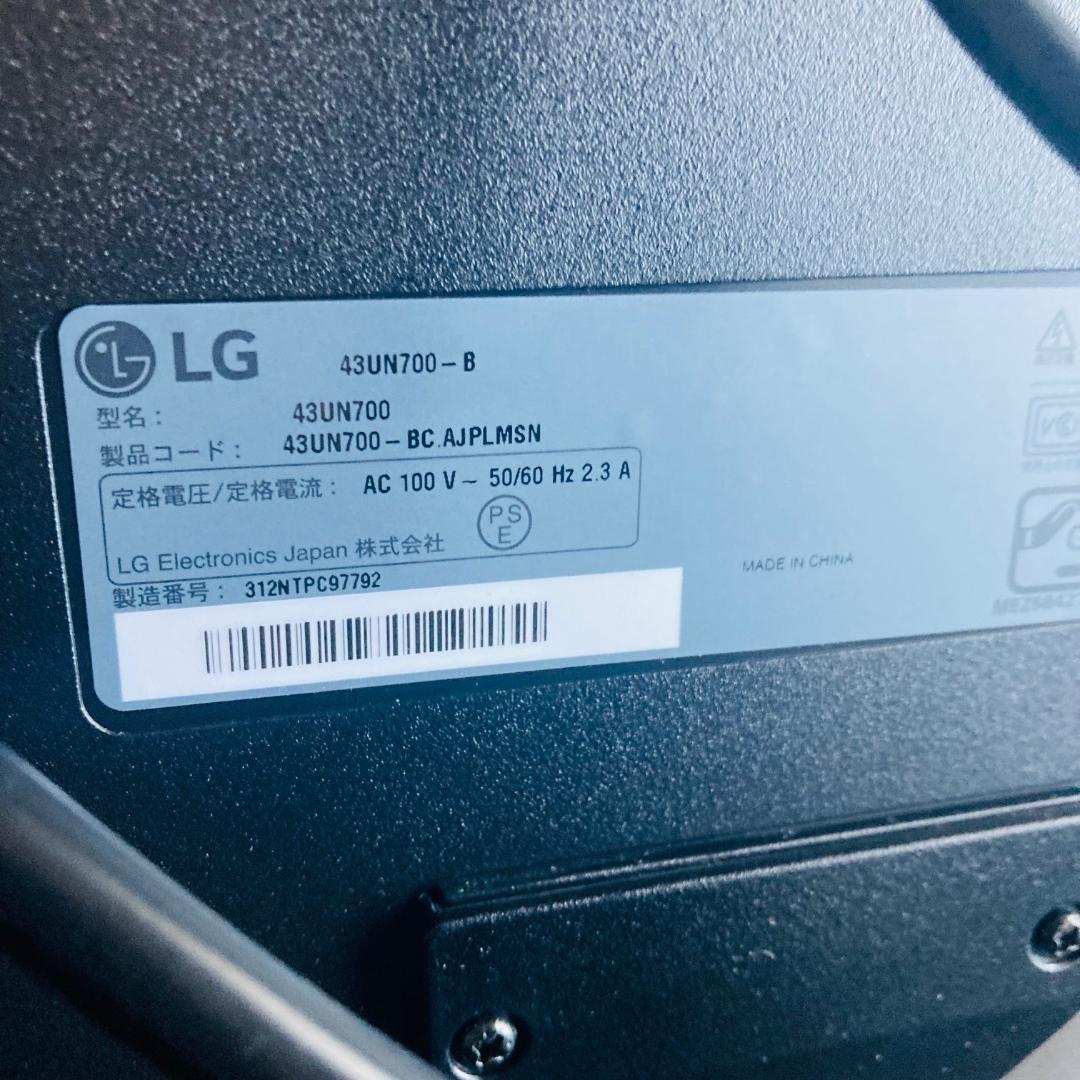 LG 43UN700-B
型名： 43UN700
製品コード： 43UN700-BC.AJPLMSN
定格電圧/定格電流： AC 100 V~ 50/60 Hz 2.3 A
PS
E
LG Electronics Japan 株式会社
製造番号： 312NTPC97792
MADE IN CHINA